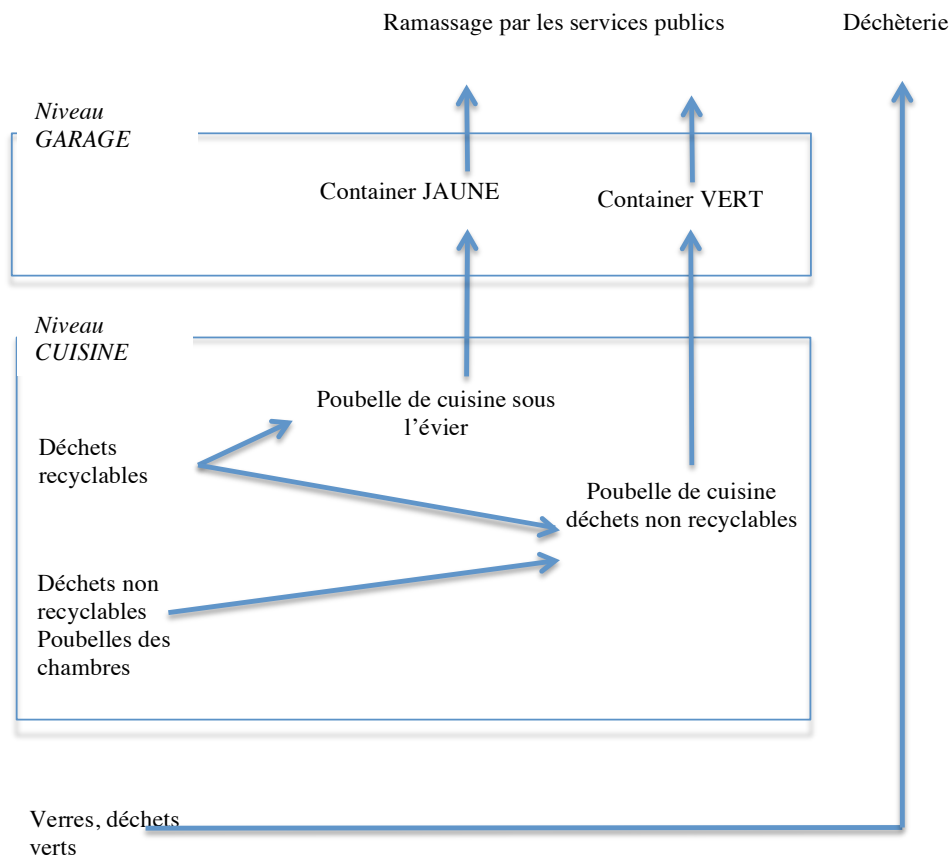 Ramassage par les services publics
Déchèterie
Niveau
GARAGE
Container JAUNE
Container VERT
Niveau
CUISINE
Poubelle de cuisine sous
l’évier
Déchets
recyclables
Poubelle de cuisine
déchets non recyclables
Déchets non
recyclables
Poubelles des
chambres
Verres, déchets
verts